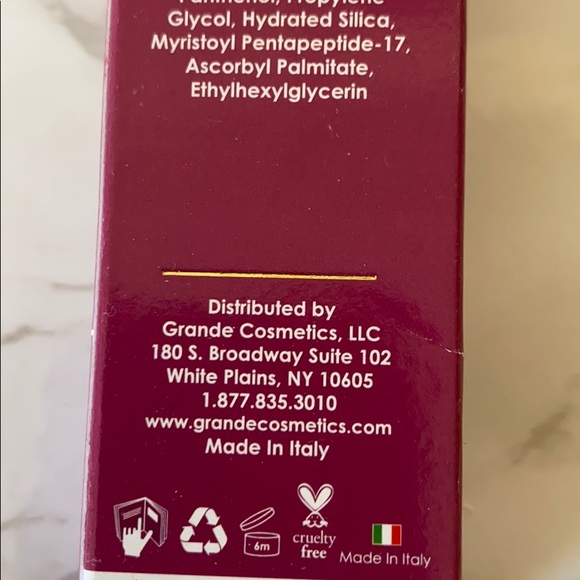 Panthenol, Propylene
Glycol, Hydrated Silica,
Myristoyl Pentapeptide-17,
Ascorbyl Palmitate,
Ethylhexylglycerin
Distributed by
Grande Cosmetics, LLC
180 S. Broadway Suite 102
White Plains, NY 10605
1.877.835.3010
www.grandecosmetics.com
Made In Italy
6m
cruelty
free
Made In Italy